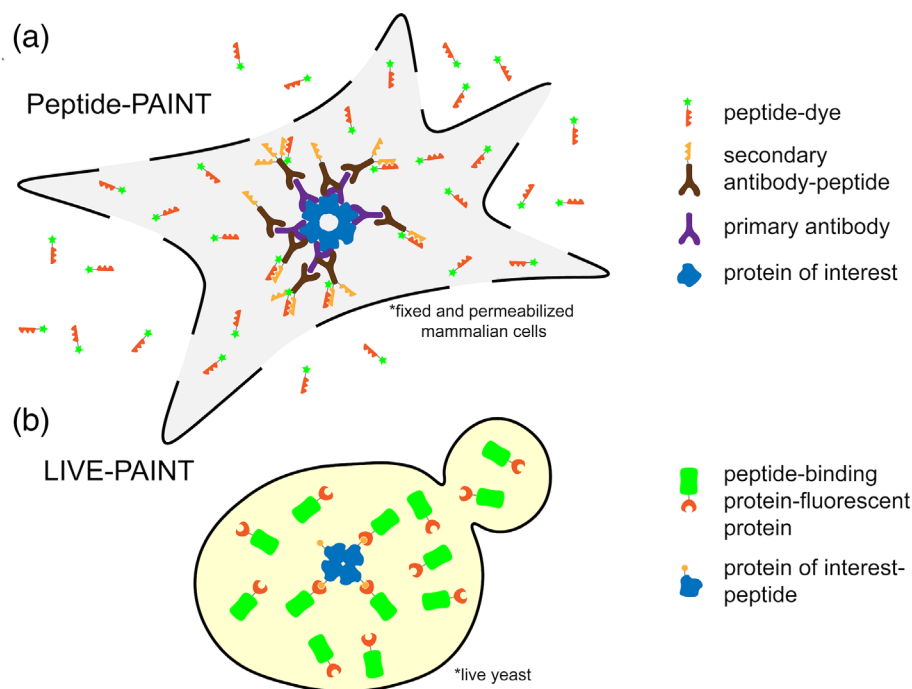 (a)
Peptide-PAINT
*fixed and permeabilized
mammalian cells
peptide-dye
secondary
antibody-peptide
primary antibody
protein of interest
(b)
LIVE-PAINT
*live yeast
peptide-binding
protein-fluorescent
protein
protein of interest-
peptide